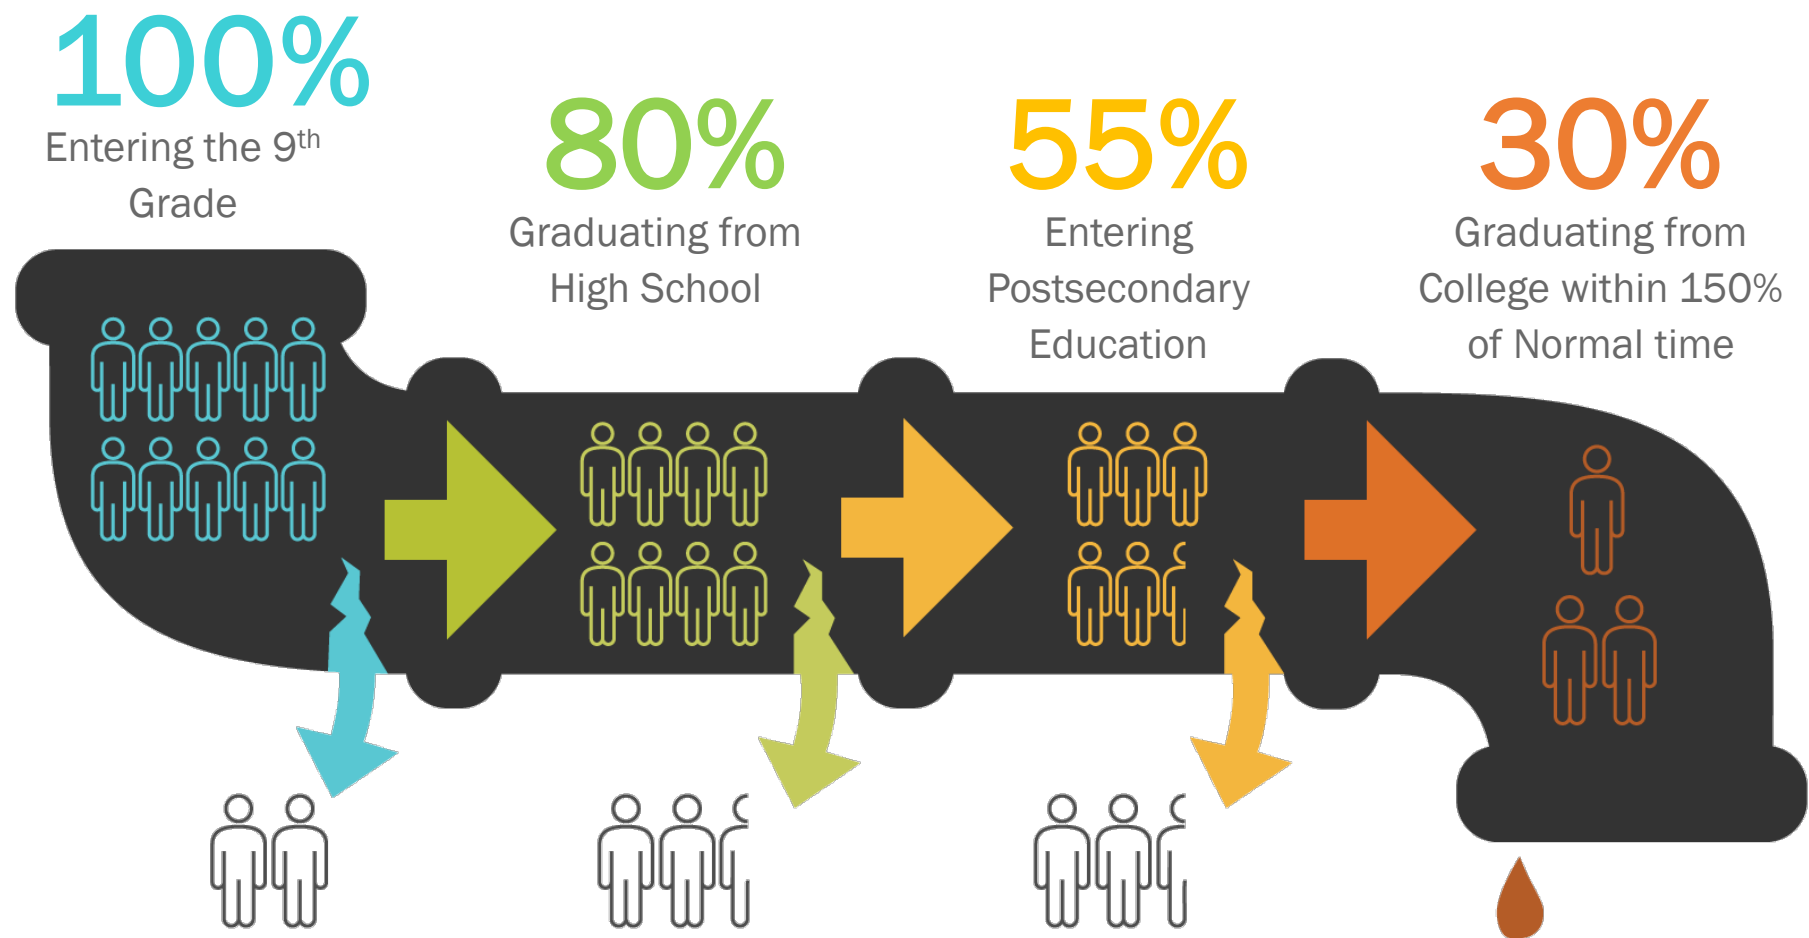 100%
Entering the 9th
Grade
80%
Graduating from
High School
55%
Entering
Postsecondary
Education
30%
Graduating from
College within 150%
of Normal time